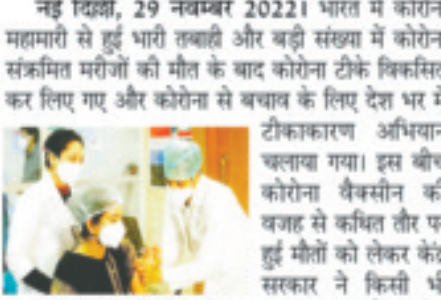 नई दिल्ली, 29 नवम्बर 2022। भारत में कोरोन
महामारी से हुई भारी तबाही और बड़ी संख्या में कोरोन
संक्रमित मरीजों की मौत के बाद कोरोना टीके विकसित
कर लिए गए और कोरोना से बचाव के लिए देश भर में
टीकाकारण अभियान
चलाया गया। इस बीच
कोरोना वैक्सीन की
वजह से कथित तौर पर
हुई मौतों को लेकर केंद्र
सरकार ने किसी भ